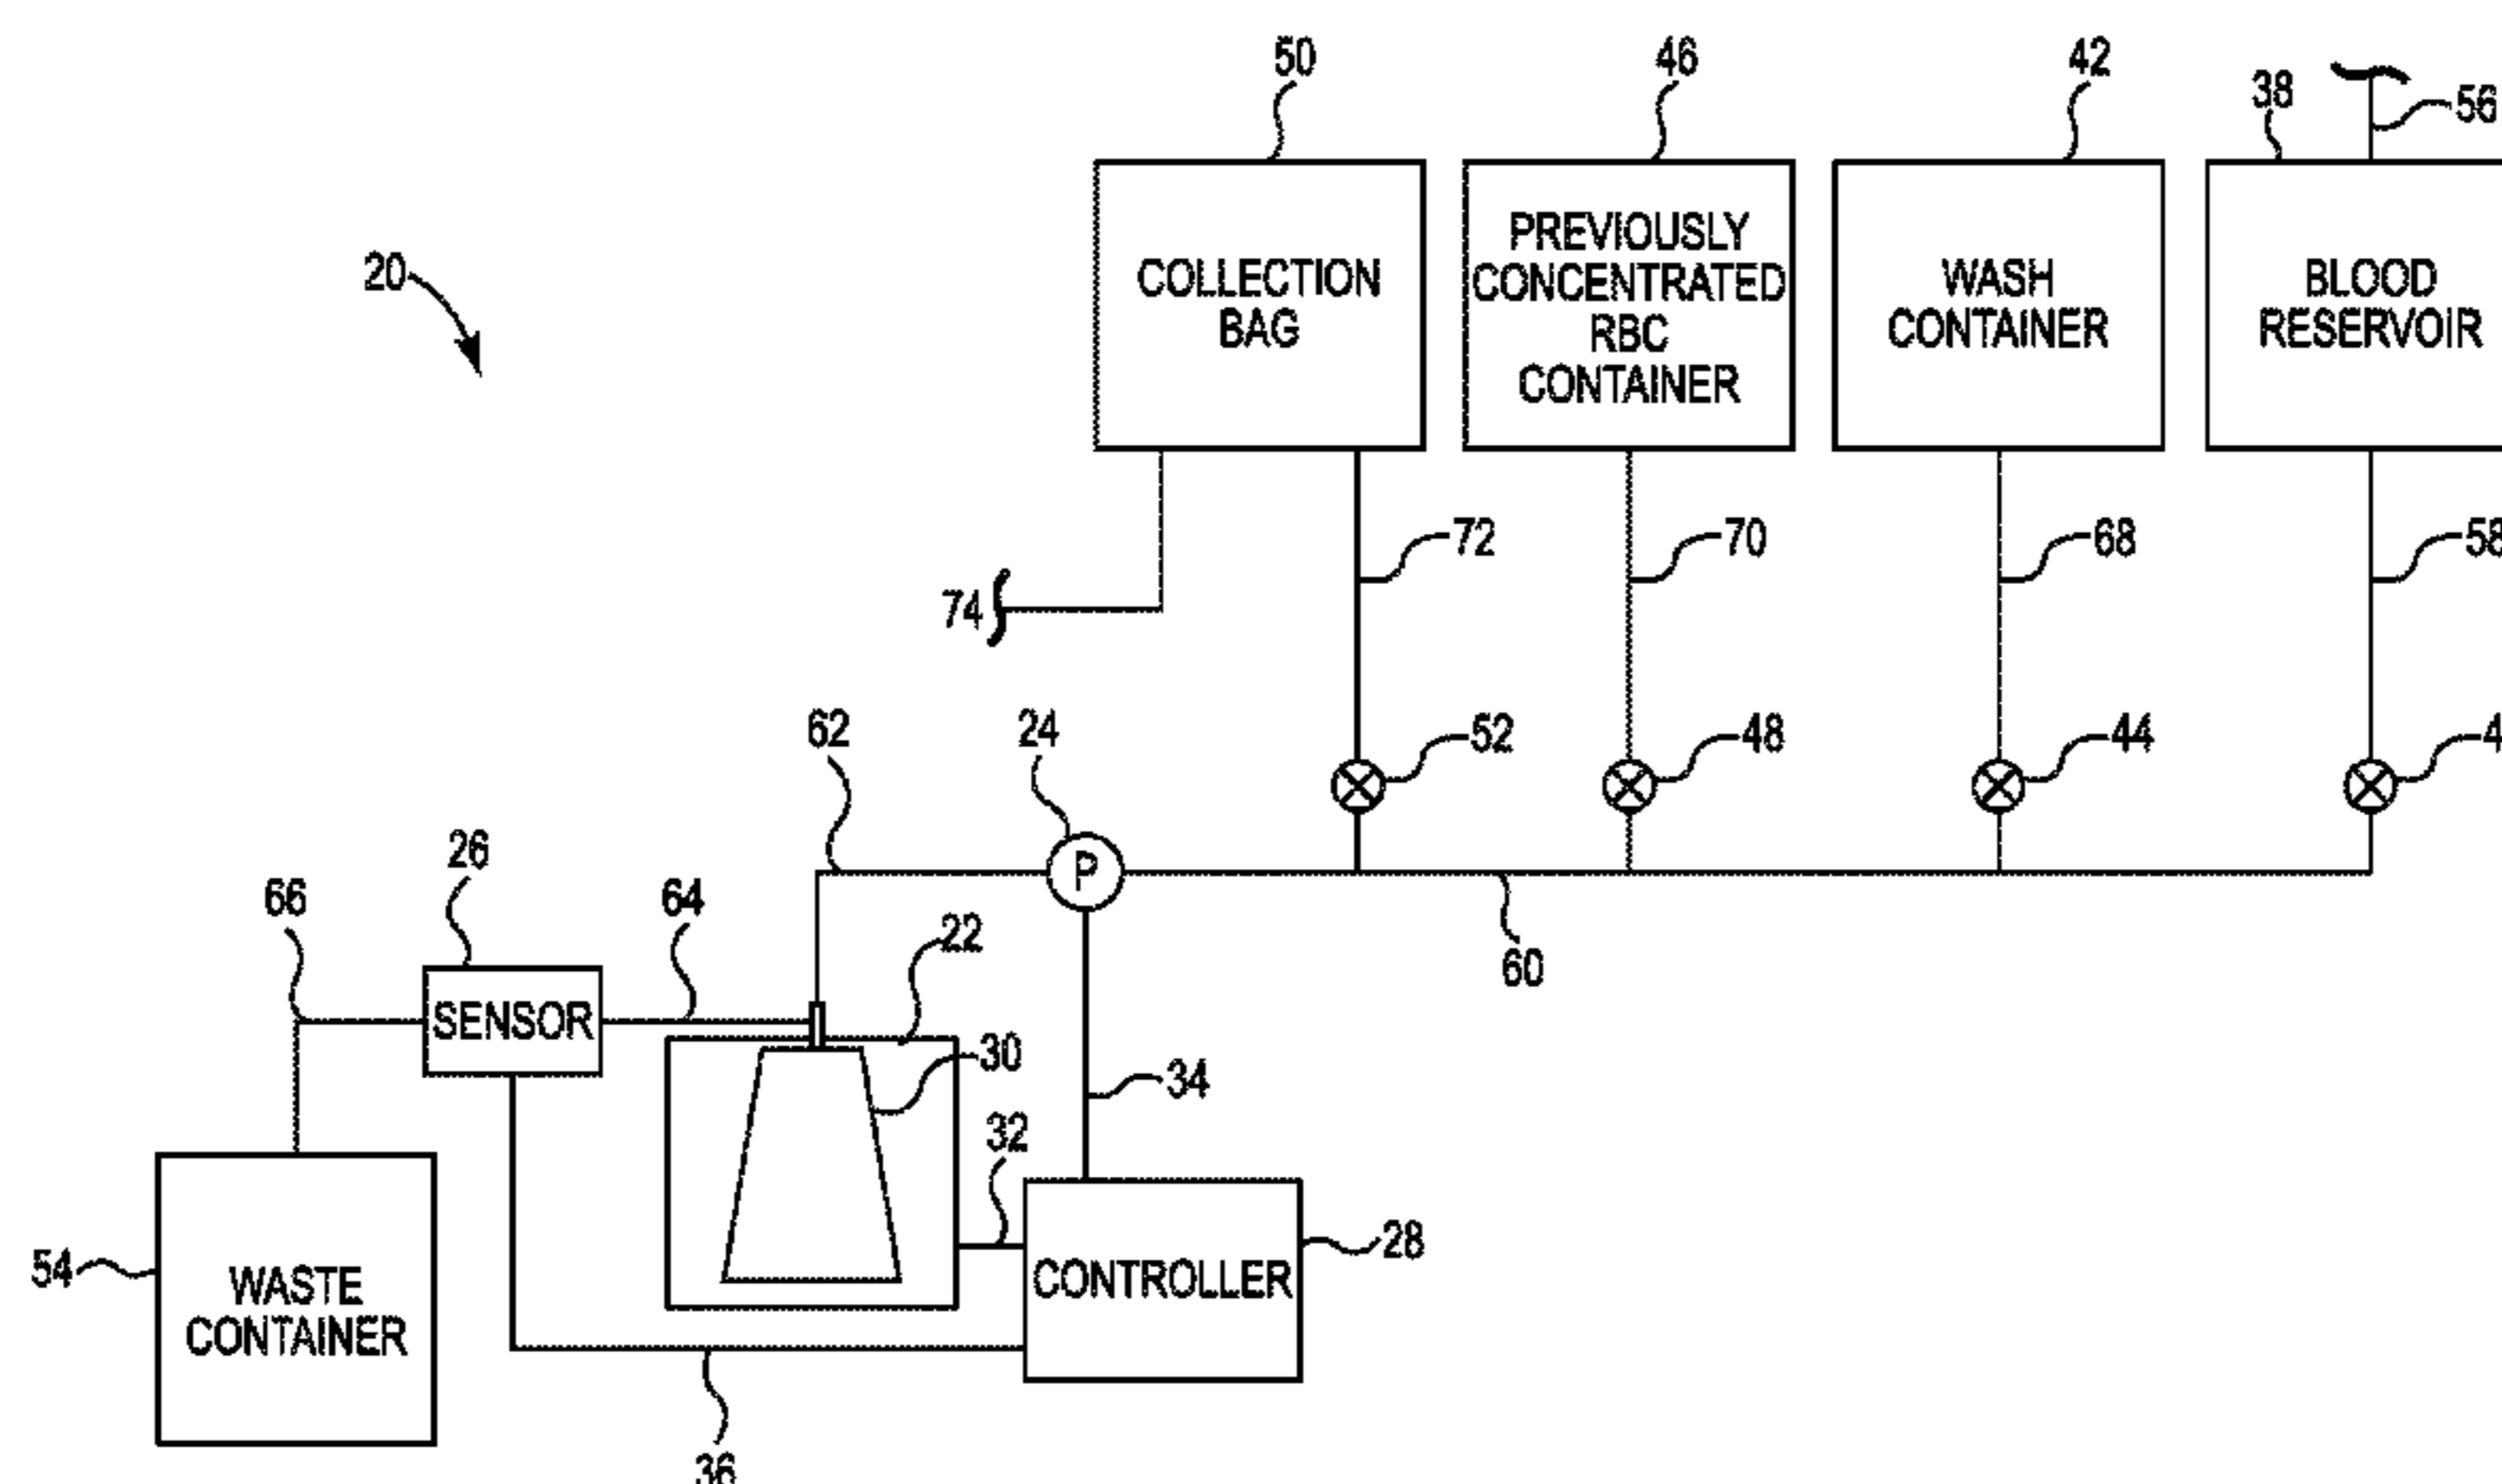 50
46
42
38
56
20
COLLECTION
BAG
PREVIOUSLY
CONCENTRATED
RBC
CONTAINER
WASH
CONTAINER
BLOOD
RESERVOIR
72
70
68
58
74
62
24
52
48
44
4
P
26
66
64
22
60
SENSOR
30
34
32
28
54
WASTE
CONTAINER
CONTROLLER
36